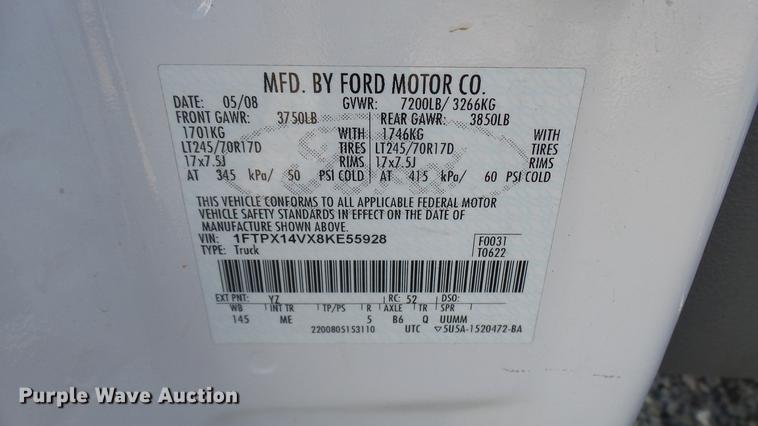 MFD. BY FORD MOTOR CO.
DATE: 05/08 GVWR: 7200LB/ 3266KG
FRONT GAWR: 3750LB REAR GAWR: 3850LB
1701KG WITH 1746KG WITH
LT245/70R17D TIRES LT245/70R17D TIRES
17x7.5J RIMS 17x7.5J RIMS
AT 345 kPa/ 50 PSI COLD AT 415 kPa/ 60 PSI COLD
THIS VEHICLE CONFORMS TO ALL APPLICABLE FEDERAL MOTOR
VEHICLE SAFETY STANDARDS IN EFFECT ON THE DATE OF
MANUFACTURE SHOWN ABOVE.
VIN: 1FTPX14VX8KE55928 F0031
TYPE: Truck T0622
EXT PNT: YZ RC: 52 DSO:
WB INT TR TP/PS R AXLE TR SPR
145 ME 5 B6 Q UUMM
2200805153110 UTC ▽5U5A-1520472-BA
Purple Wave Auction